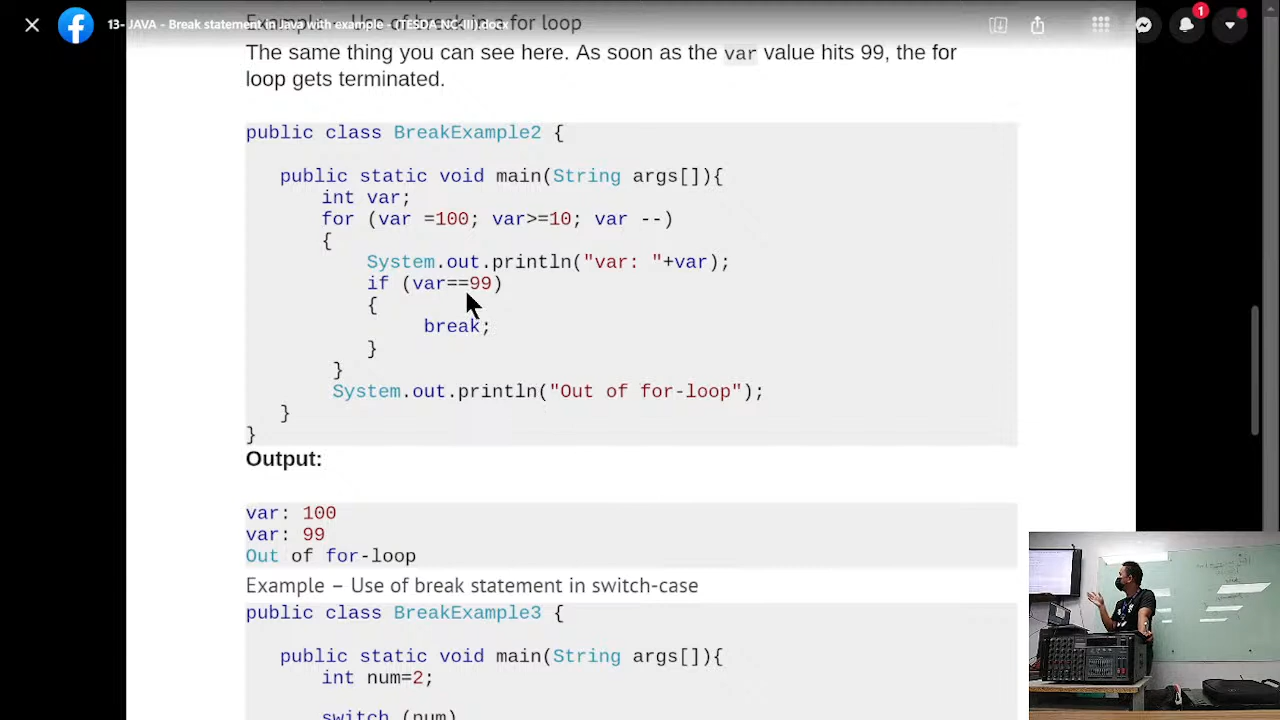 13- JAVA - Break statement in Java with example - (TESDA NC-III).docx
1
for loop
The same thing you can see here. As soon as the var value hits 99, the for
loop gets terminated.
public class BreakExample2 {
public static void main(String args[]){
int var;
for (var =100; var>=10; var --)
{
System.out.println("var: "+var);
if (var==99)
{
break;
}
}
System.out.println("Out of for-loop");
}
}
Output:
var: 100
var: 99
Out of for-loop
Example – Use of break statement in switch-case
public class BreakExample3 {
public static void main(String args[]){
int num=2;
switch (num)